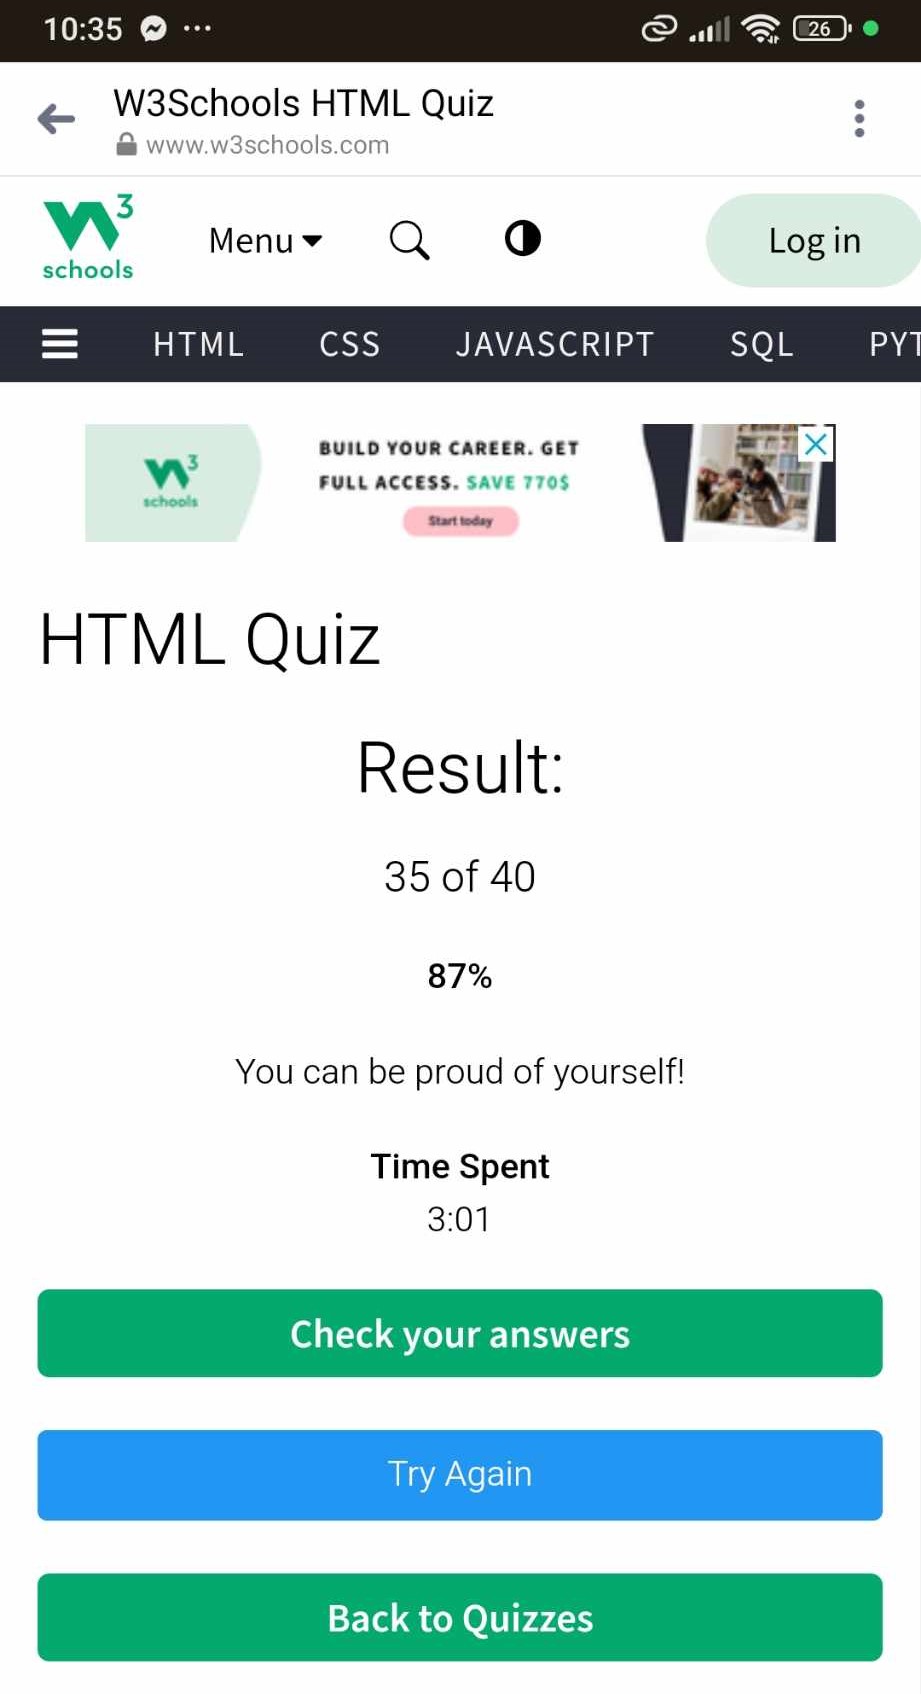 10:35
26
W3Schools HTML Quiz
www.w3schools.com
W3 schools
Menu
Log in
HTML CSS JAVASCRIPT SQL PYT
W3 schools
BUILD YOUR CAREER. GET
FULL ACCESS. SAVE 770$
Start today
HTML Quiz
Result:
35 of 40
87%
You can be proud of yourself!
Time Spent
3:01
Check your answers
Try Again
Back to Quizzes